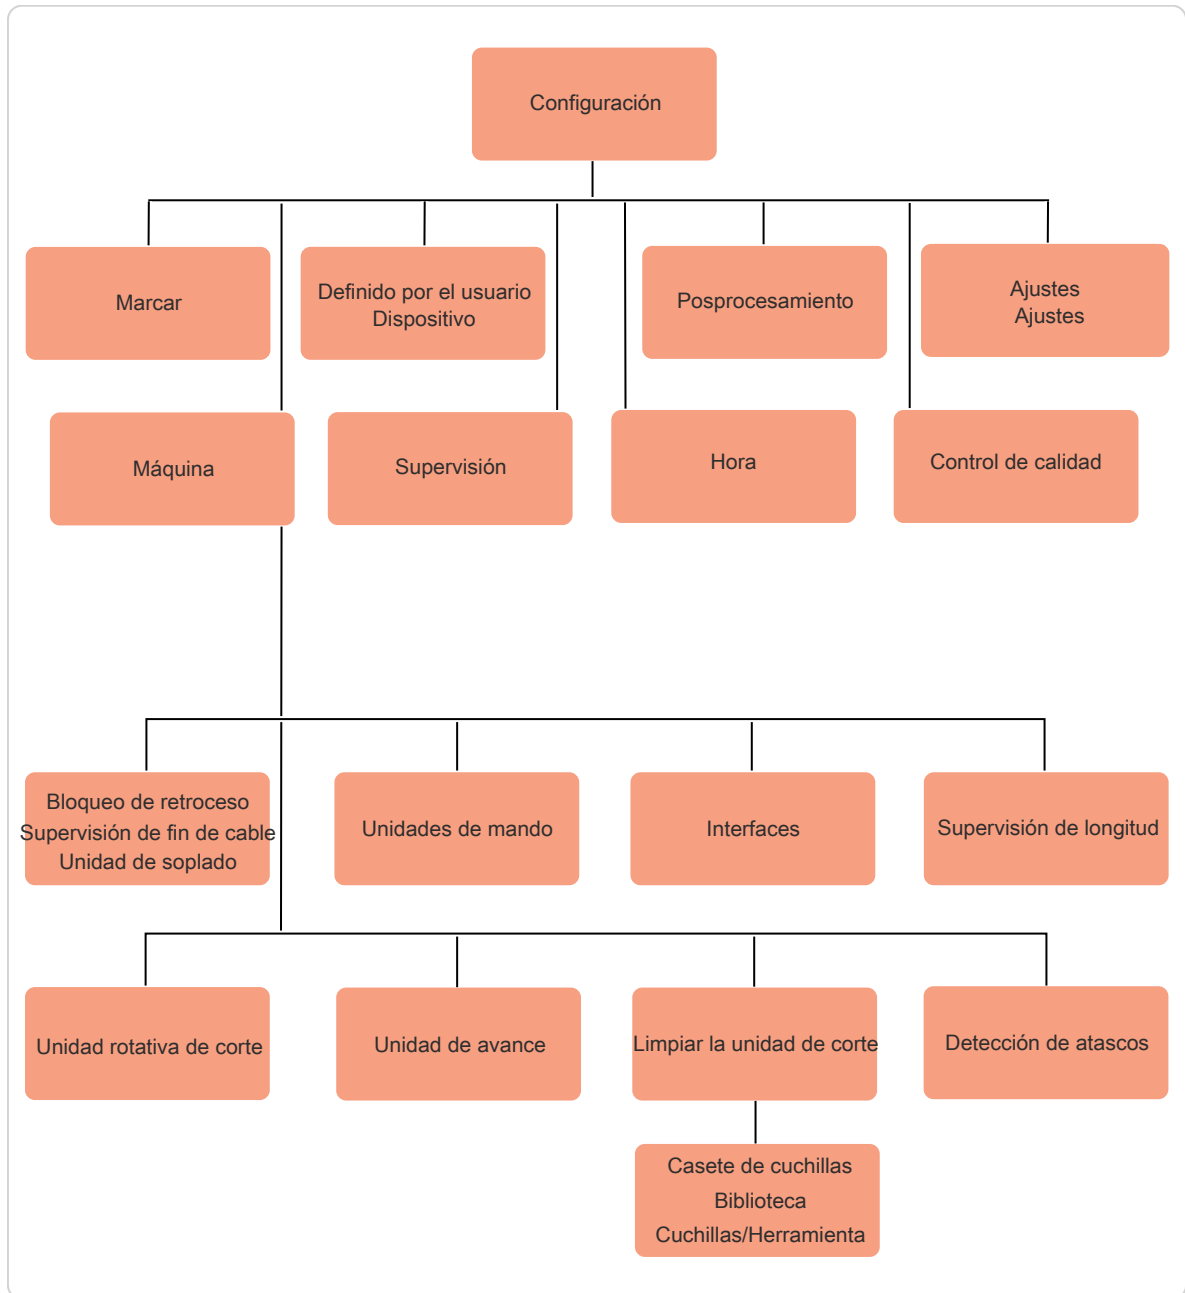 Configuración
Marcar
Definido por el usuario
Dispositivo
Posprocesamiento
Ajustes
Ajustes
Máquina
Supervisión
Hora
Control de calidad
Bloqueo de retroceso
Supervisión de fin de cable
Unidad de soplado
Unidades de mando
Interfaces
Supervisión de longitud
Unidad rotativa de corte
Unidad de avance
Limpiar la unidad de corte
Detección de atascos
Casete de cuchillas
Biblioteca
Cuchillas/Herramienta